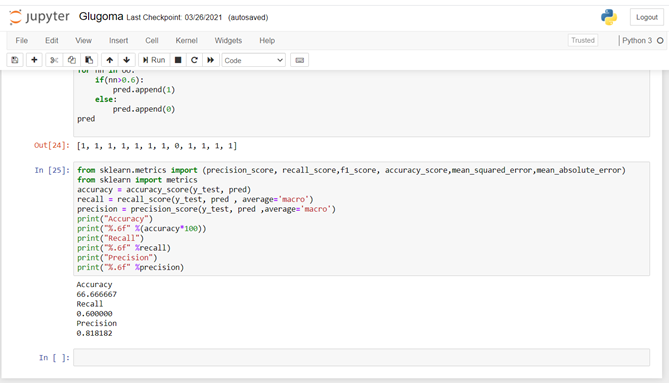 jupyter Glugoma Last Checkpoint: 03/26/2021 (autosaved)
Logout
File Edit View Insert Cell Kernel Widgets Help
Trusted
Python 3
Run
Code
for nn in
if(nn>0.6):
pred.append(1)
else:
pred.append(0)
pred
Out[24]: [1, 1, 1, 1, 1, 1, 1, 0, 1, 1, 1, 1]
In [25]: from sklearn.metrics import (precision_score, recall_score,f1_score, accuracy_score,mean_squared_error,mean_absolute_error)
from sklearn import metrics
accuracy = accuracy_score(y_test, pred)
recall = recall_score(y_test, pred , average='macro')
precision = precision_score(y_test, pred ,average='macro')
print("Accuracy")
print("%.6f" %(accuracy*100))
print("Recall")
print("%.6f" %recall)
print("Precision")
print("%.6f" %precision)
Accuracy
66.666667
Recall
0.600000
Precision
0.818182
In [ ]: